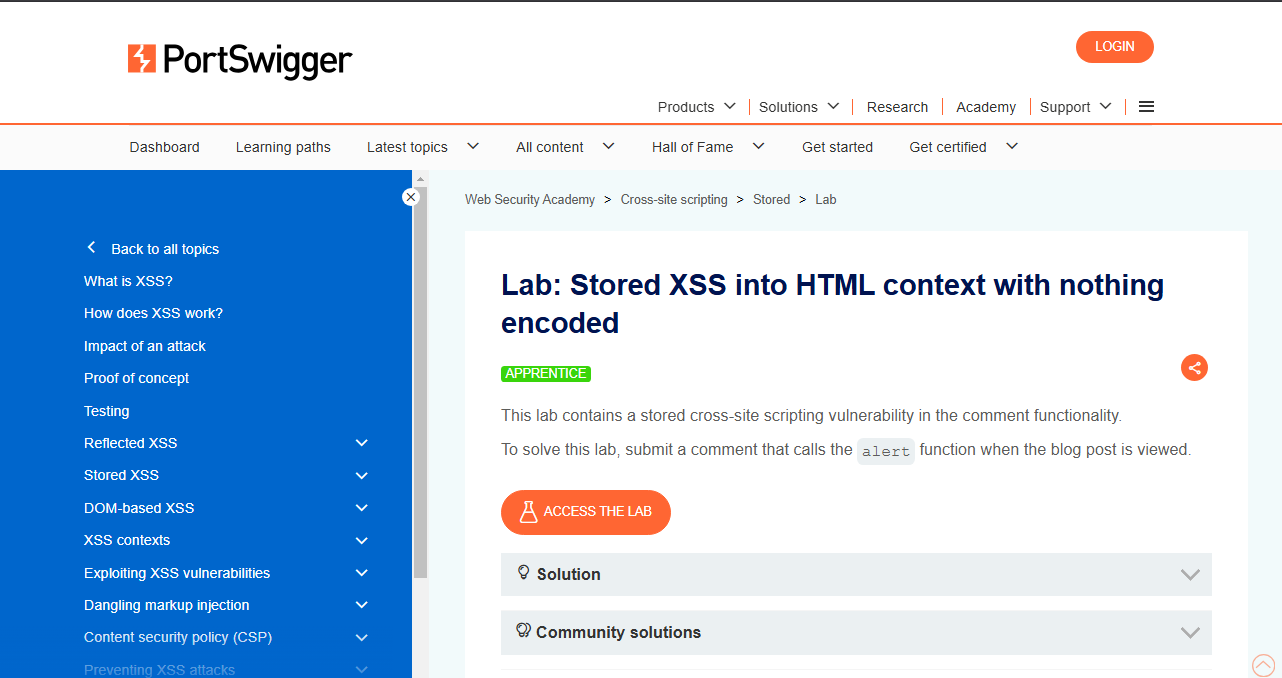 PortSwigger
LOGIN
Products
Solutions
Research
Academy
Support
Dashboard
Learning paths
Latest topics
All content
Hall of Fame
Get started
Get certified
Back to all topics
What is XSS?
How does XSS work?
Impact of an attack
Proof of concept
Testing
Reflected XSS
Stored XSS
DOM-based XSS
XSS contexts
Exploiting XSS vulnerabilities
Dangling markup injection
Content security policy (CSP)
Preventing XSS attacks
Web Security Academy > Cross-site scripting > Stored > Lab
Lab: Stored XSS into HTML context with nothing
encoded
APPRENTICE
This lab contains a stored cross-site scripting vulnerability in the comment functionality.
To solve this lab, submit a comment that calls the alert function when the blog post is viewed.
ACCESS THE LAB
Solution
Community solutions